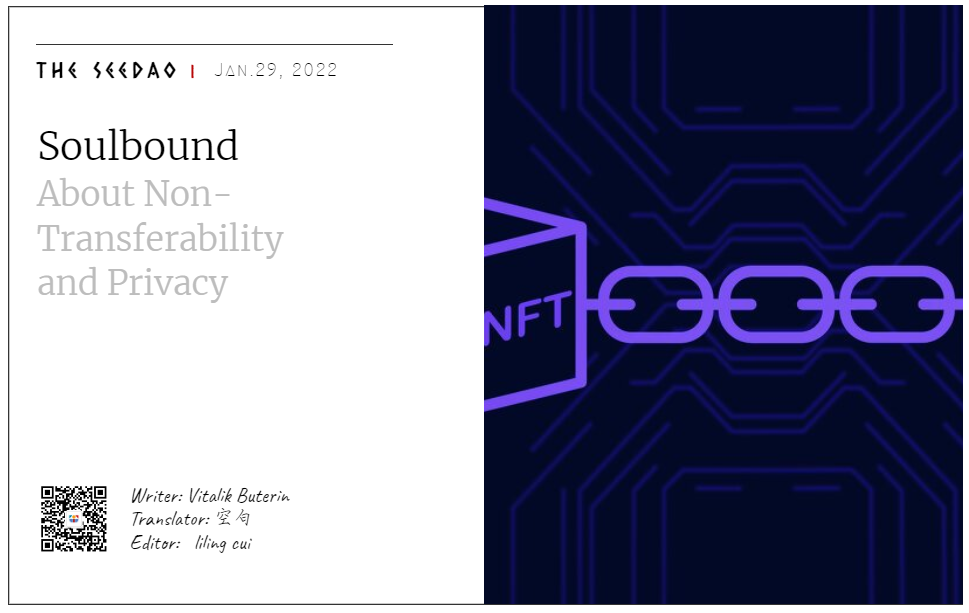 THE SEEDAO | JAN.29, 2022
Soulbound
About Non-
Transferability
and Privacy
Writer: Vitalik Buterin
Translator: 空句
Editor: liling cui
NFT